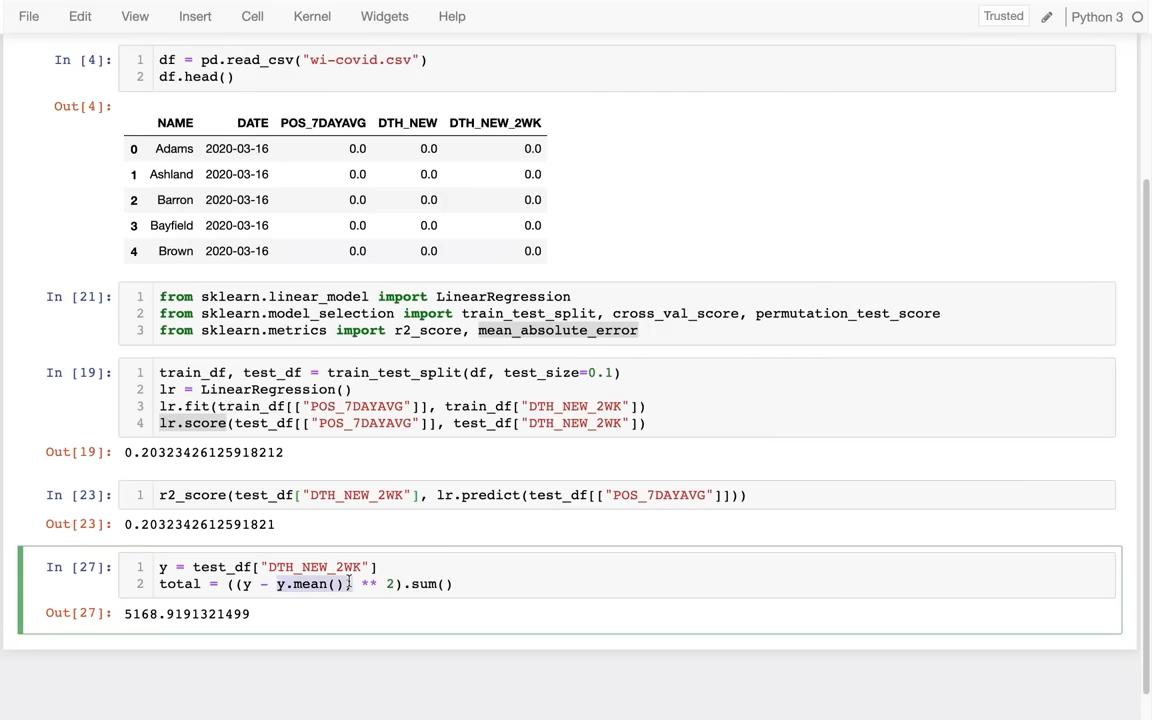 File Edit View Insert Cell Kernel Widgets Help Trusted Python 3
In [4]: 1 df = pd.read_csv("wi-covid.csv")
2 df.head()
Out[4]:
NAME DATE POS_7DAYAVG DTH_NEW DTH_NEW_2WK
0 Adams 2020-03-16 0.0 0.0 0.0
1 Ashland 2020-03-16 0.0 0.0 0.0
2 Barron 2020-03-16 0.0 0.0 0.0
3 Bayfield 2020-03-16 0.0 0.0 0.0
4 Brown 2020-03-16 0.0 0.0 0.0
In [21]: 1 from sklearn.linear_model import LinearRegression
2 from sklearn.model_selection import train_test_split, cross_val_score, permutation_test_score
3 from sklearn.metrics import r2_score, mean_absolute_error
In [19]: 1 train_df, test_df = train_test_split(df, test_size=0.1)
2 lr = LinearRegression()
3 lr.fit(train_df[["POS_7DAYAVG"]], train_df["DTH_NEW_2WK"])
4 lr.score(test_df[["POS_7DAYAVG"]], test_df["DTH_NEW_2WK"])
Out[19]: 0.20323426125918212
In [23]: 1 r2_score(test_df["DTH_NEW_2WK"], lr.predict(test_df[["POS_7DAYAVG"]]))
Out[23]: 0.2032342612591821
In [27]: 1 y = test_df["DTH_NEW_2WK"]
2 total = ((y - y.mean()) ** 2).sum()
Out[27]: 5168.9191321499